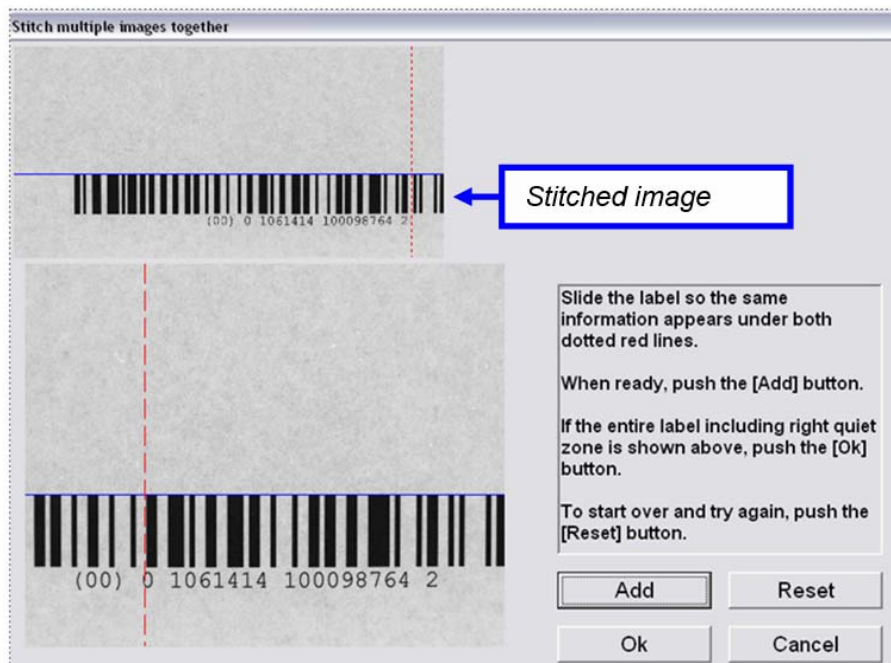 Stitch multiple images together
(00) 0 1061414 100098764 2
Stitched image
(00) 0 1061414 100098764 2
Slide the label so the same
information appears under both
dotted red lines.
When ready, push the [Add] button.
If the entire label including right quiet
zone is shown above, push the [Ok]
button.
To start over and try again, push the
[Reset] button.
Add
Reset
Ok
Cancel